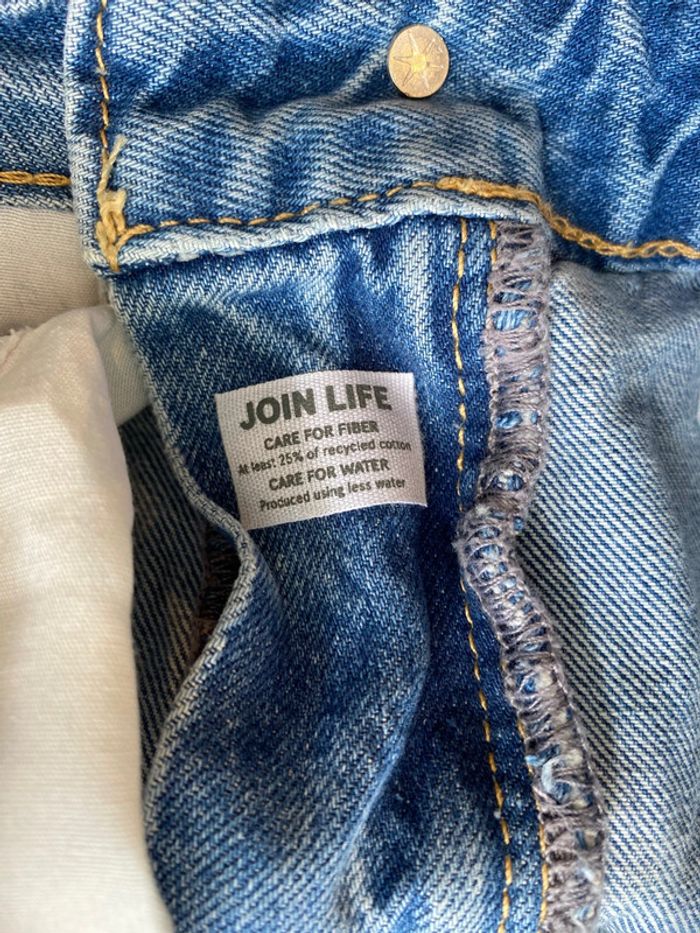 JOIN LIFE
CARE FOR FIBER
At least 25% of recycled cotton
CARE FOR WATER
Produced using less water